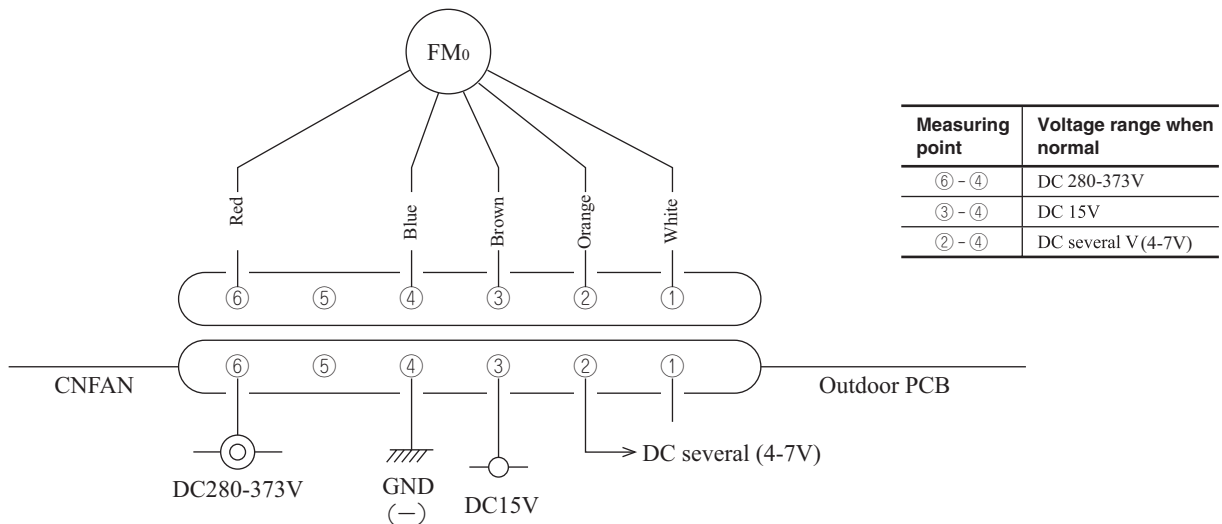 FM0
Red
Blue
Brown
Orange
White
⑥ ⑤ ④ ③ ② ①
⑥ ⑤ ④ ③ ② ①
CNFAN
Outdoor PCB
DC280-373V
GND
(−)
DC15V
DC several (4-7V)
Measuring point
Voltage range when normal
⑥ - ④ DC 280-373V
③ - ④ DC 15V
② - ④ DC several V (4-7V)